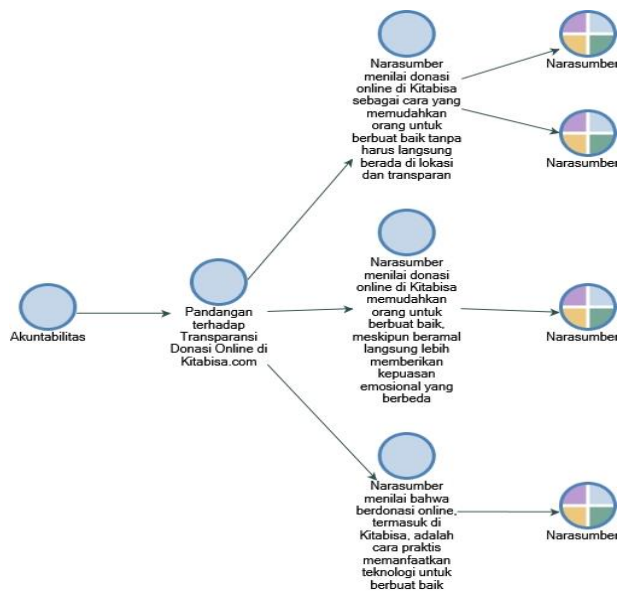 Akuntabilitas
Pandangan
terhadap
Transparansi
Donasi Online di
Kitabisa.com
Narasumber
menilai donasi
online di Kitabisa
sebagai cara yang
memudahkan
orang untuk
berbuat baik tanpa
harus langsung
berada di lokasi
dan transparan
Narasumber
Narasumber
Narasumber
menilai donasi
online di Kitabisa
memudahkan
orang untuk
berbuat baik,
meskipun beramal
langsung lebih
memberikan
kepuasan
emosional yang
berbeda
Narasumber
Narasumber
menilai bahwa
berdonasi online,
termasuk di
Kitabisa, adalah
cara praktis
memanfaatkan
teknologi untuk
berbuat baik
Narasumber